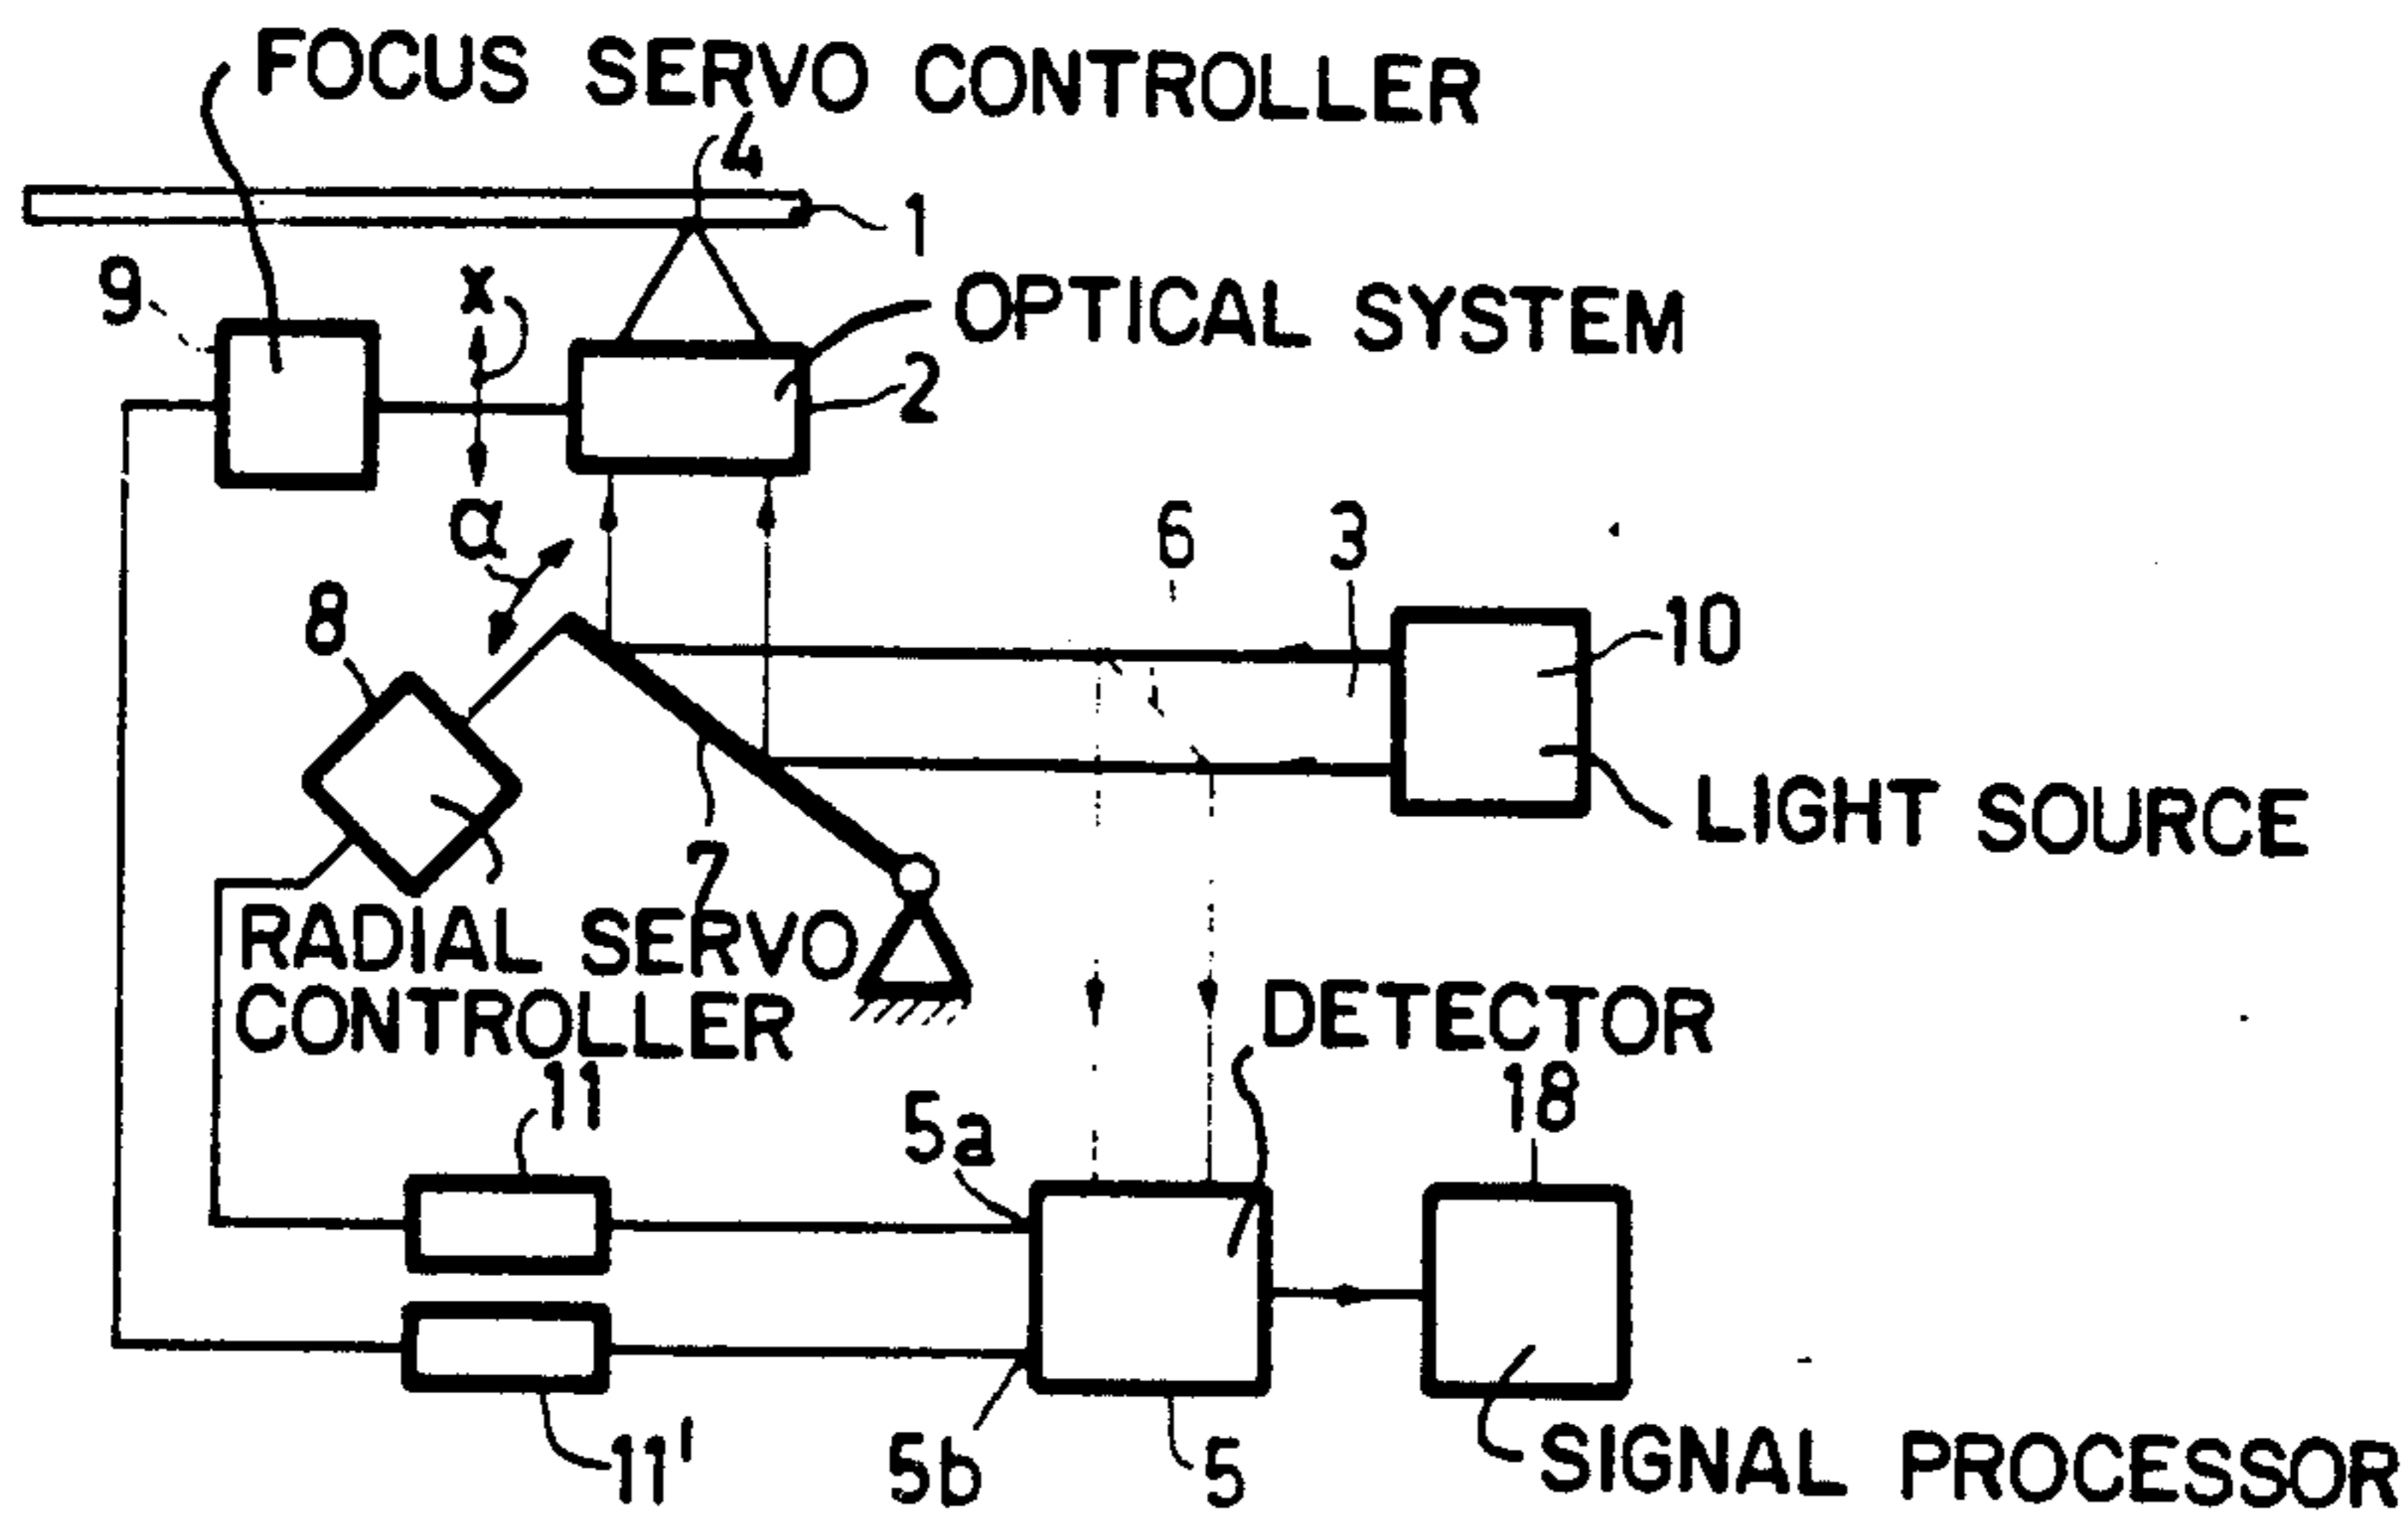 FOCUS SERVO CONTROLLER
4
1
9
x
OPTICAL SYSTEM
2
α
6
3
8
10
7
LIGHT SOURCE
RADIAL SERVO
CONTROLLER
DETECTOR
11
5a
18
11'
5b
5
SIGNAL PROCESSOR